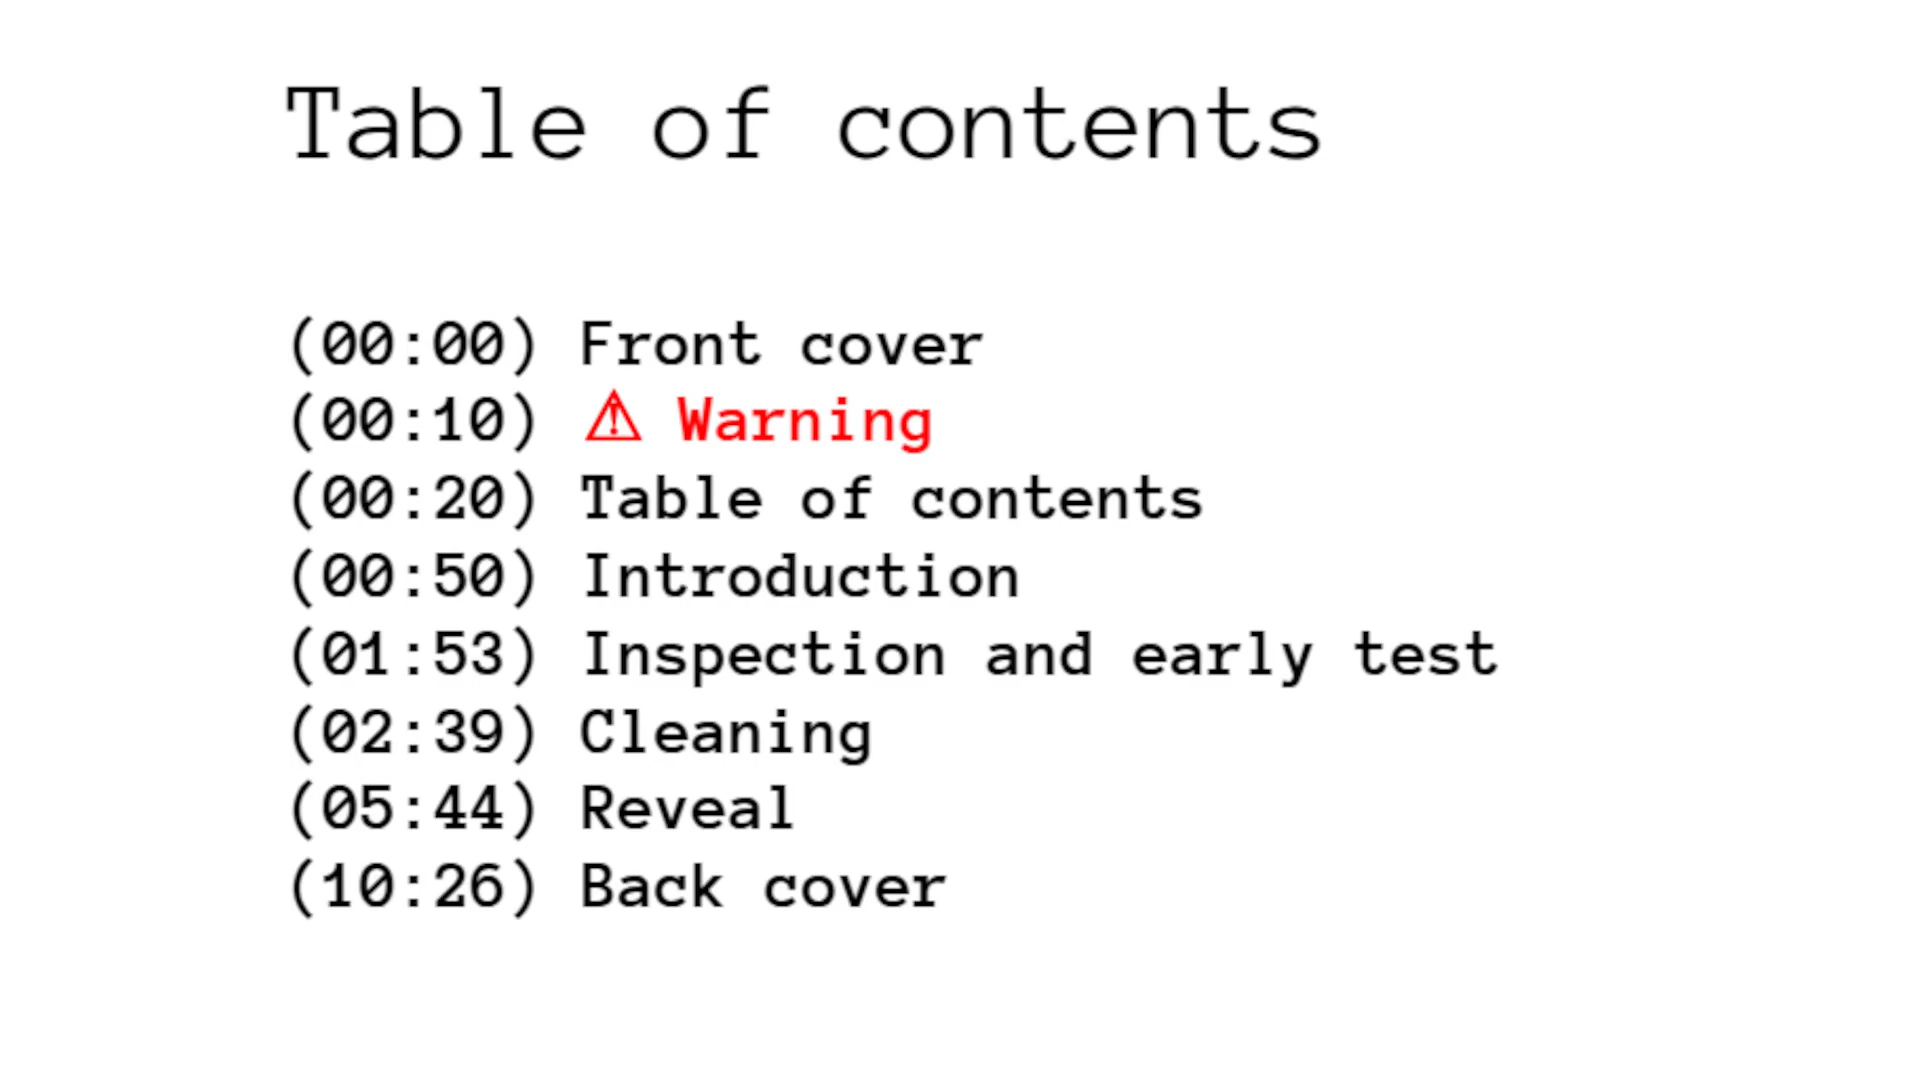 Table of contents
(00:00) Front cover
(00:10) ⚠ Warning
(00:20) Table of contents
(00:50) Introduction
(01:53) Inspection and early test
(02:39) Cleaning
(05:44) Reveal
(10:26) Back cover